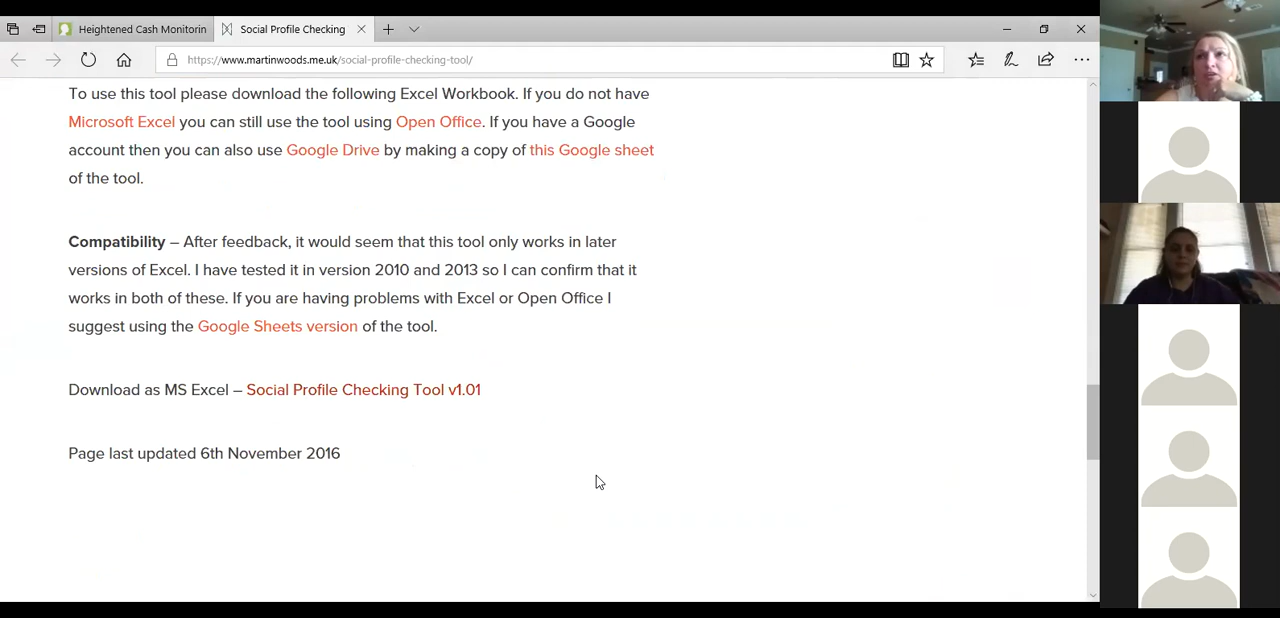 Heightened Cash Monitorin
Social Profile Checking
https://www.martinwoods.me.uk/social-profile-checking-tool/
To use this tool please download the following Excel Workbook. If you do not have
Microsoft Excel you can still use the tool using Open Office. If you have a Google
account then you can also use Google Drive by making a copy of this Google sheet
of the tool.
Compatibility – After feedback, it would seem that this tool only works in later
versions of Excel. I have tested it in version 2010 and 2013 so I can confirm that it
works in both of these. If you are having problems with Excel or Open Office I
suggest using the Google Sheets version of the tool.
Download as MS Excel – Social Profile Checking Tool v1.01
Page last updated 6th November 2016